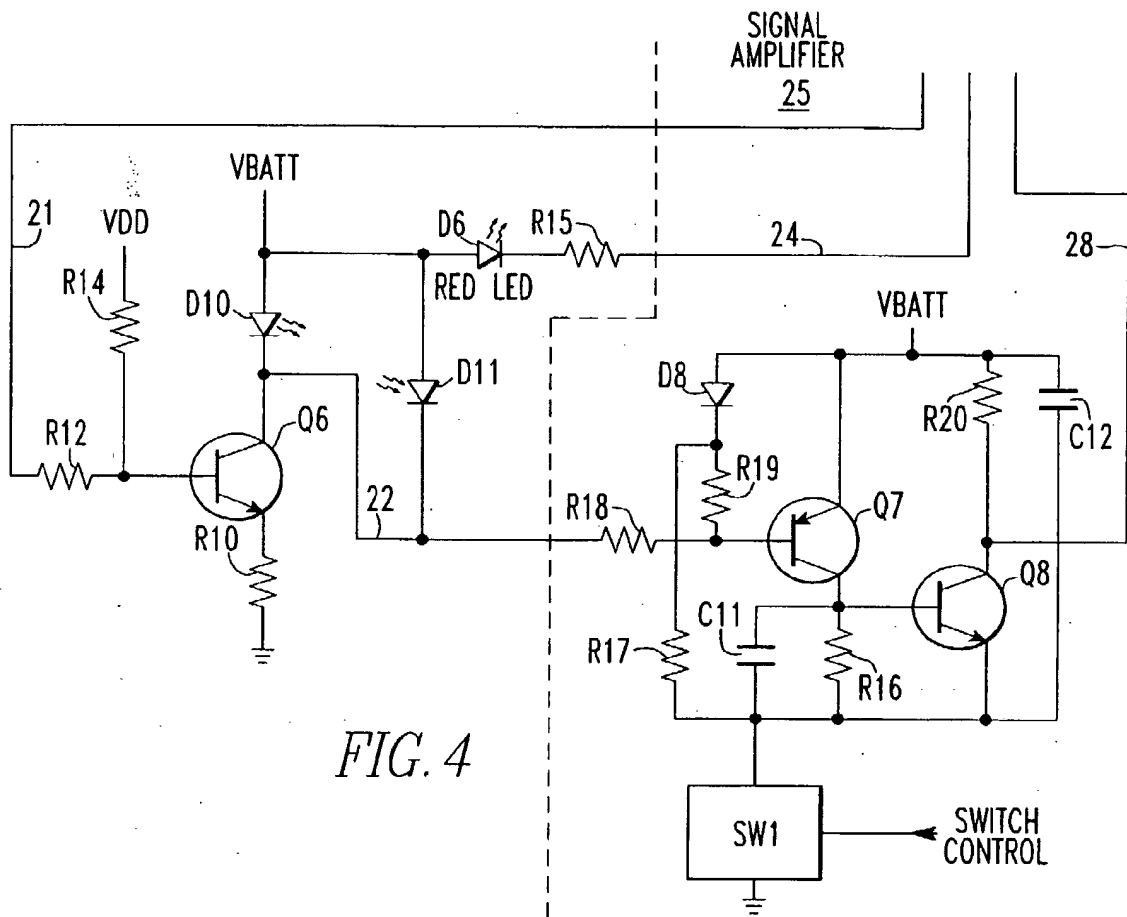 SIGNAL
AMPLIFIER
25
VBATT
21
VDD
D6
R15
24
28
R14
RED LED
D10
VBATT
D11
D8
R20
C12
R12
Q6
R19
22
R18
Q7
R10
C11
Q8
R17
R16
FIG. 4
SW1
SWITCH
CONTROL